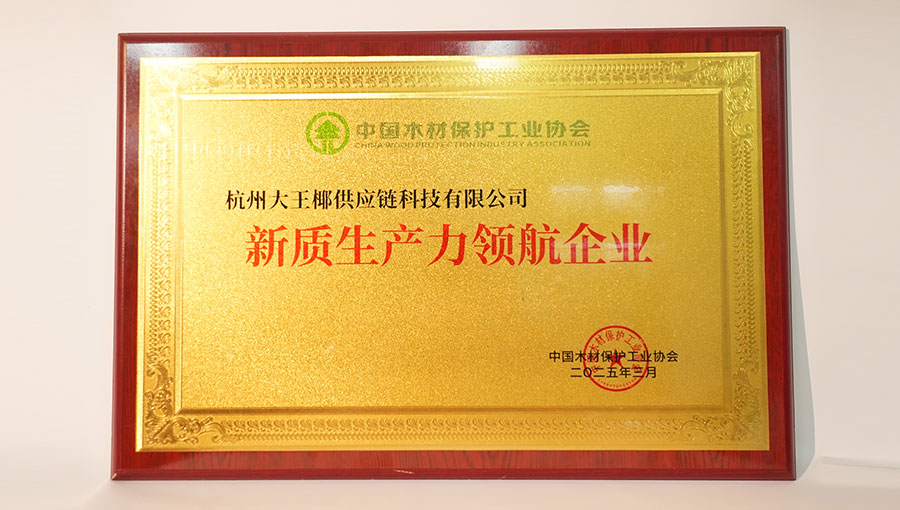 中国木材保护工业协会
CHINA WOOD PROTECTION INDUSTRY ASSOCIATION
杭州大王椰供应链科技有限公司
新质生产力领航企业
中国木材保护工业协会
二〇二五年三月